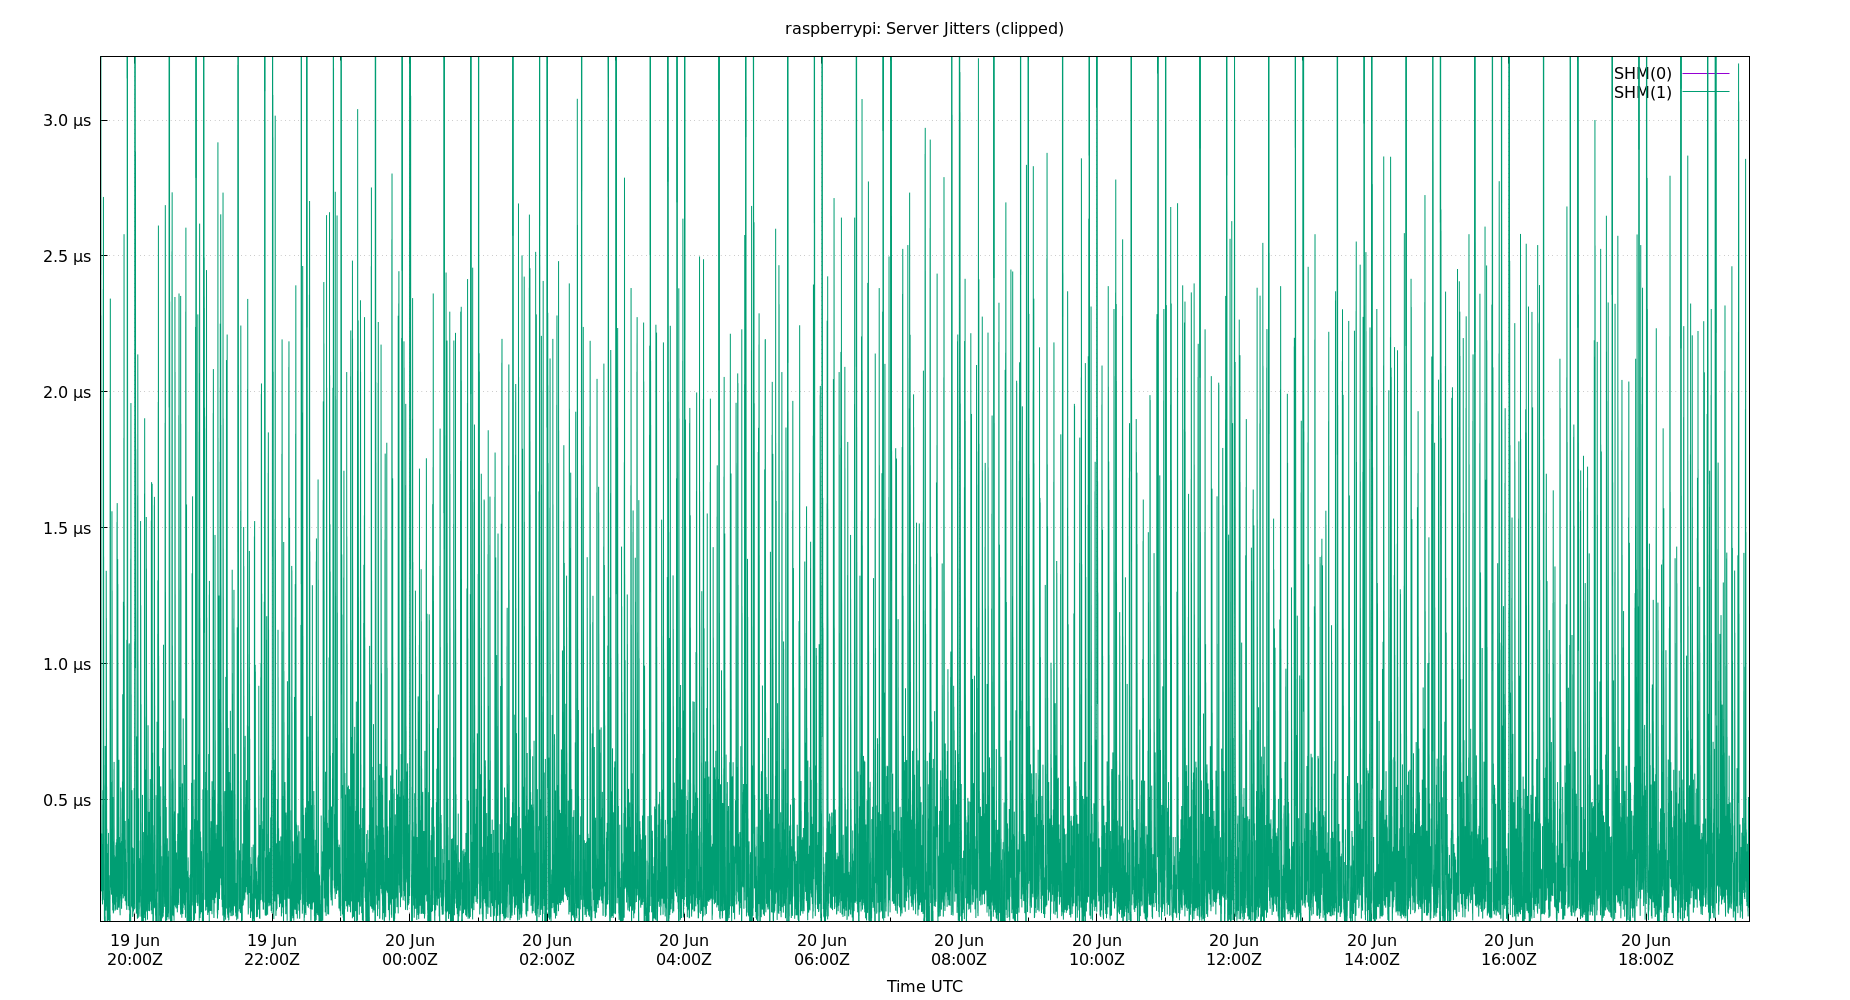 raspberrypi: Server Jitters (clipped)
SHM(0)
SHM(1)
3.0 µs
2.5 µs
2.0 µs
1.5 µs
1.0 µs
0.5 µs
19 Jun 19 Jun 20 Jun 20 Jun 20 Jun 20 Jun 20 Jun 20 Jun 20 Jun 20 Jun 20 Jun 20 Jun
20:00Z 22:00Z 00:00Z 02:00Z 04:00Z 06:00Z 08:00Z 10:00Z 12:00Z 14:00Z 16:00Z 18:00Z
Time UTC